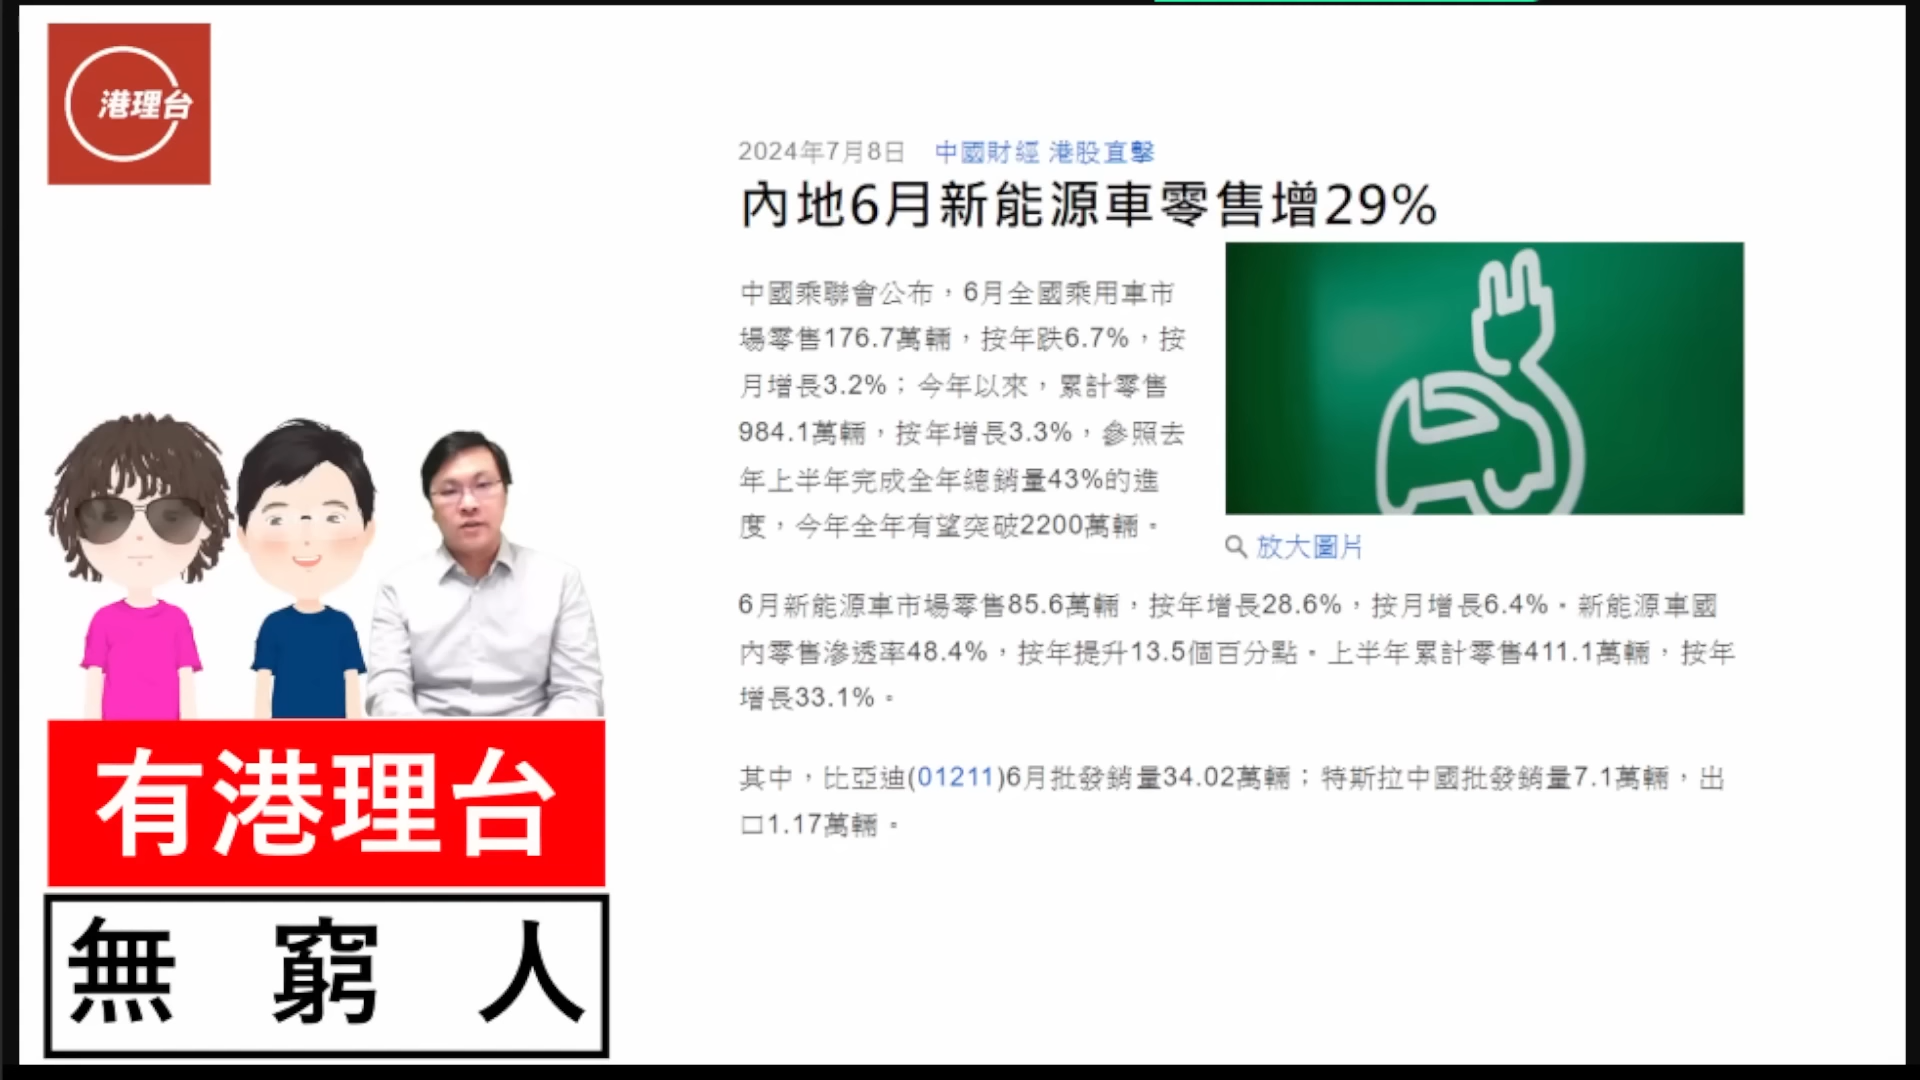 港理台
2024年7月8日 中國財經 港股直擊
內地6月新能源車零售增29%
中國乘聯會公布，6月全國乘用車市
場零售176.7萬輛，按年跌6.7%，按
月增長3.2%；今年以來，累計零售
984.1萬輛，按年增長3.3%，參照去
年上半年完成全年總銷量43%的進
度，今年全年有望突破2200萬輛。
放大圖片
6月新能源車市場零售85.6萬輛，按年增長28.6%，按月增長6.4%。新能源車國
內零售滲透率48.4%，按年提升13.5個百分點。上半年累計零售411.1萬輛，按年
增長33.1%。
其中，比亞迪(01211)6月批發銷量34.02萬輛；特斯拉中國批發銷量7.1萬輛，出
口1.17萬輛。
有港理台
無窮人